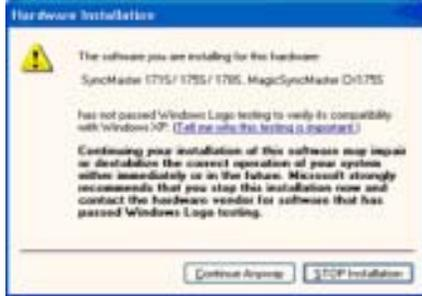 Hardware Installation
The software you are installing for this hardware:
SyncMaster 171S/ 175S/ 178S, MagicSyncMaster CX175S
has not passed Windows Logo testing to verify its compatibility
with Windows XP. (Tell me why this testing is important.)
Continuing your installation of this software may impair
or destabilize the correct operation of your system
either immediately or in the future. Microsoft strongly
recommends that you stop this installation now and
contact the hardware vendor for software that has
passed Windows Logo testing.
Continue Anyway
STOP Installation